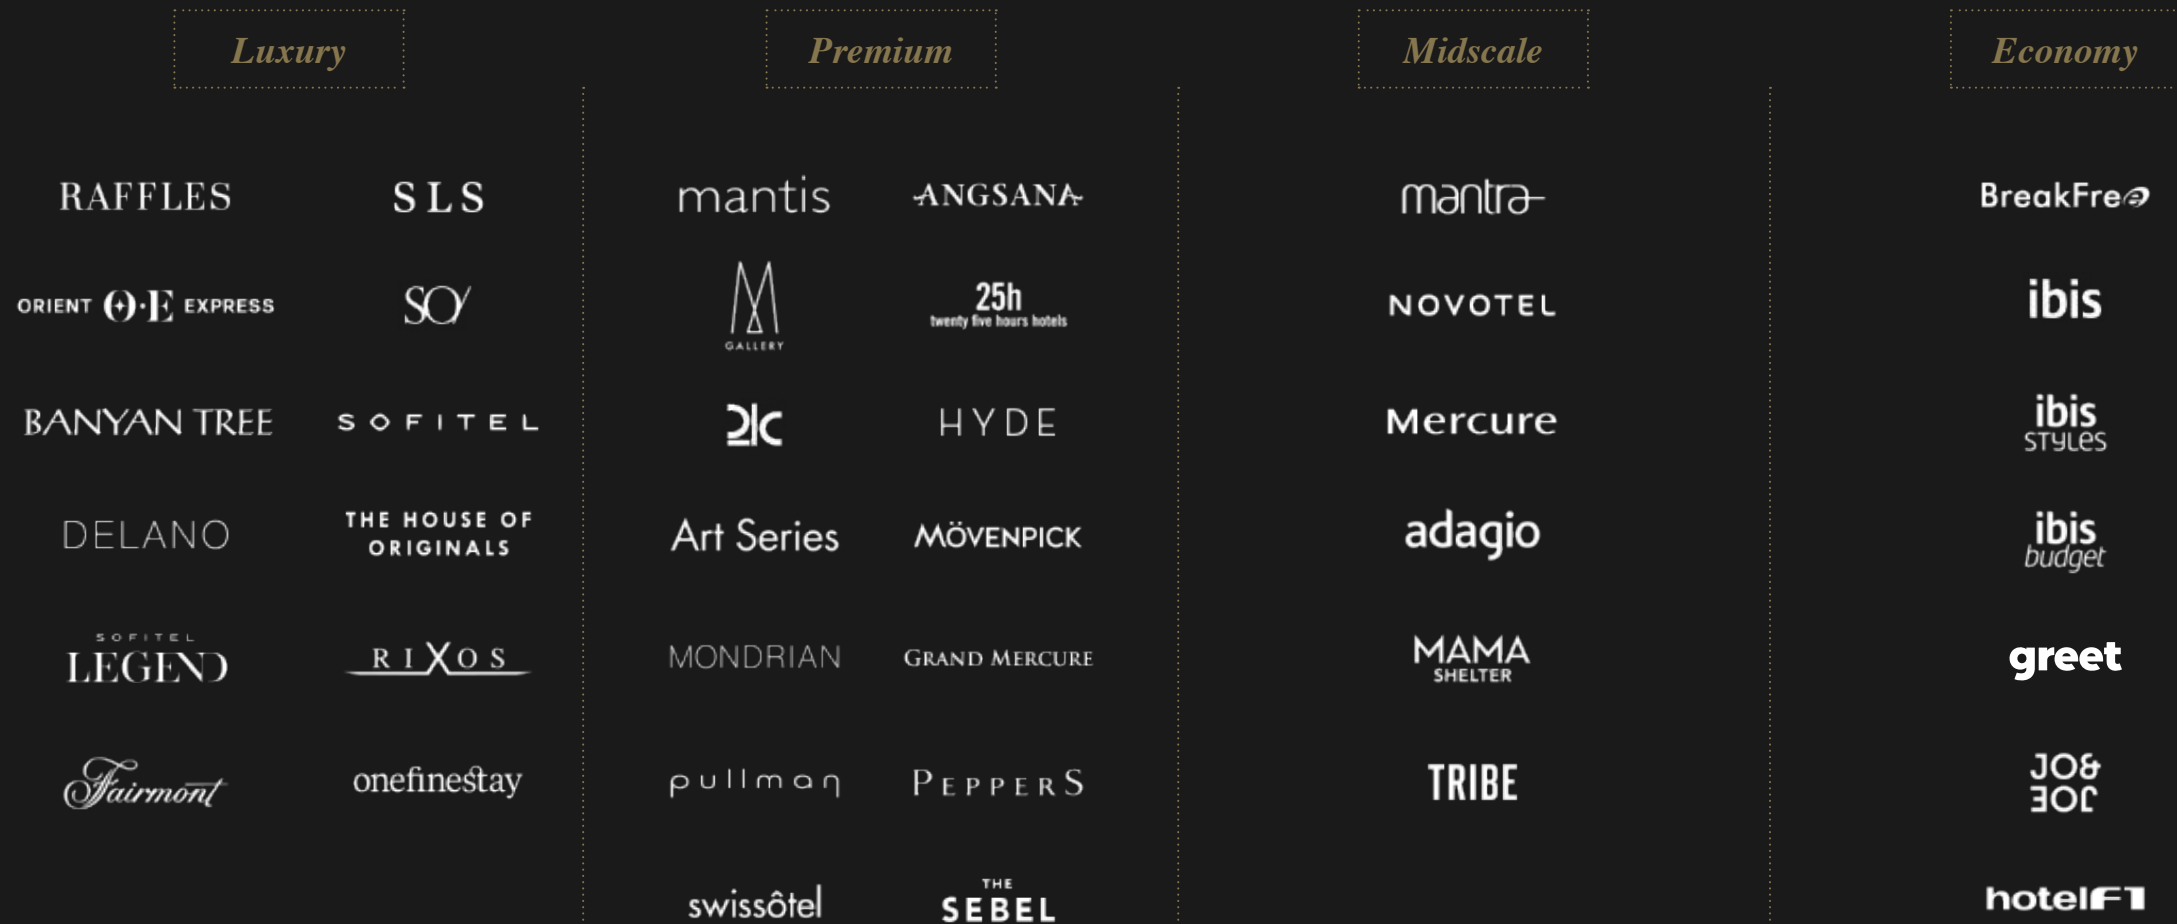 Luxury
RAFFLES
SLS
ORIENT O·E EXPRESS
SO/
BANYAN TREE
SOFITEL
DELANO
THE HOUSE OF
ORIGINALS
SOFITEL
LEGEND
RIXOS
Fairmont
onefinestay
Premium
mantis
ANGSANA
M
GALLERY
25h
twenty five hours hotels
21c
HYDE
Art Series
MÖVENPICK
MONDRIAN
GRAND MERCURE
pullman
PEPPERS
swissôtel
THE
SEBEL
Midscale
mantra
NOVOTEL
Mercure
adagio
MAMA
SHELTER
TRIBE
Economy
BreakFree
ibis
ibis
STYLES
ibis
budget
greet
JO&
JOE
hotelF1